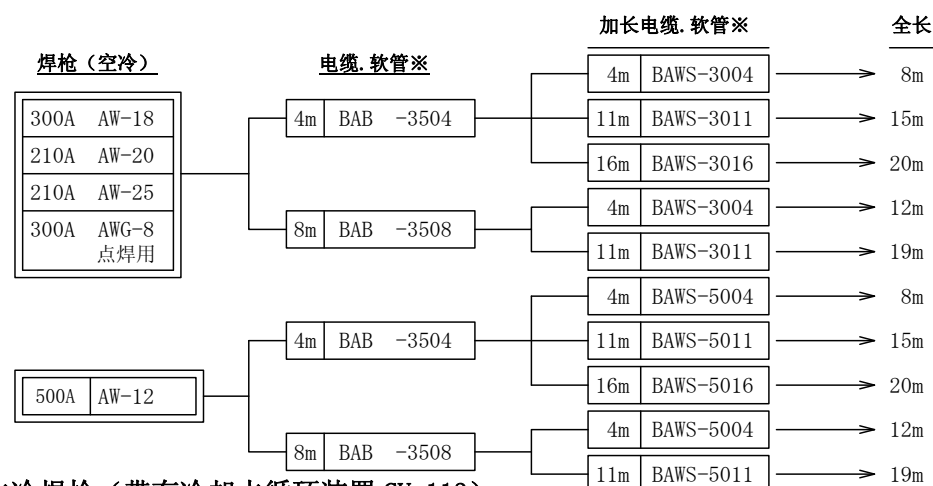 加长电缆.软管※ 全长
焊枪（空冷） 电缆.软管※
4m BAWS-3004 8m
300A AW-18 4m BAB -3504 11m BAWS-3011 15m
210A AW-20
16m BAWS-3016 20m
210A AW-25
4m BAWS-3004 12m
300A AWG-8 8m BAB -3508
点焊用 11m BAWS-3011 19m
4m BAWS-5004 8m
4m BAB -3504 11m BAWS-5011 15m
16m BAWS-5016 20m
500A AW-12
4m BAWS-5004 12m
8m BAB -3508
11m BAWS-5011 19m